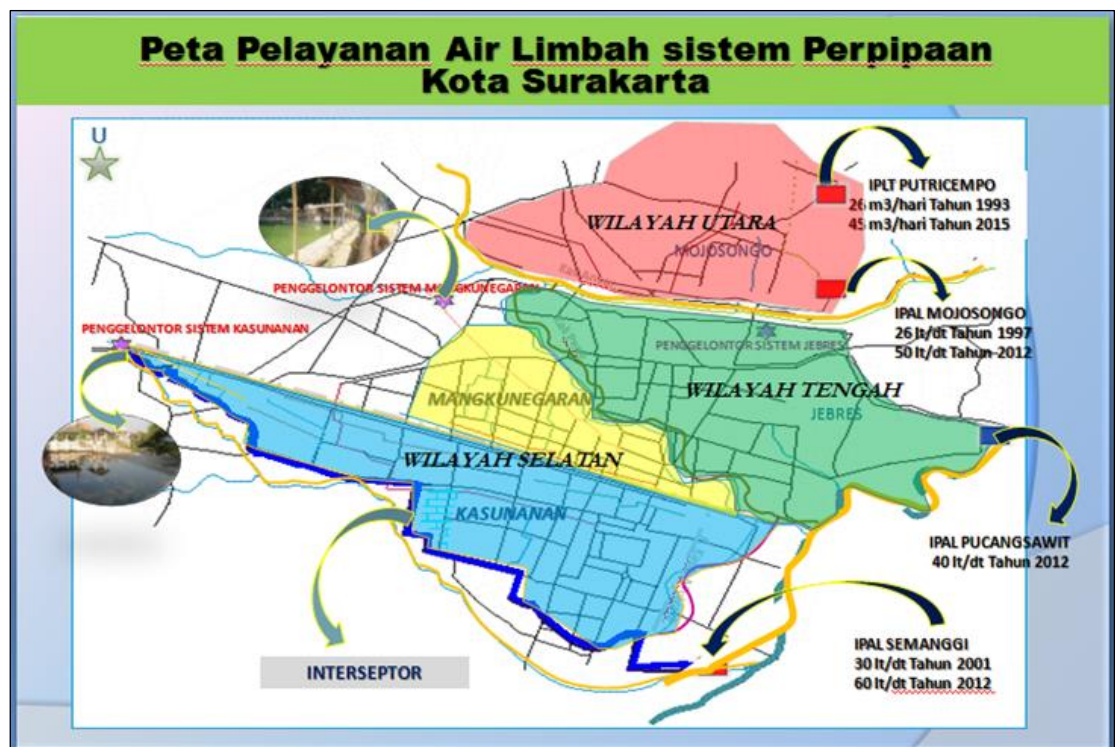 Peta Pelayanan Air Limbah sistem Perpipaan
Kota Surakarta
U
IPLT PUTRICEMPO
26 m3/hari Tahun 1993
45 m3/hari Tahun 2015
WILAYAH UTARA
MOJOSONGO
PENGGELONTOR SISTEM MANGKUNEGARAN
IPAL MOJOSONGO
26 lt/dt Tahun 1997
50 lt/dt Tahun 2012
PENGGELONTOR SISTEM KASUNANAN
PENGGELONTOR SISTEM JEBRES
WILAYAH TENGAH
JEBRES
MANGKUNEGARAN
WILAYAH SELATAN
KASUNANAN
IPAL PUCANGSAWIT
40 lt/dt Tahun 2012
IPAL SEMANGGI
30 lt/dt Tahun 2001
60 lt/dt Tahun 2012
INTERSEPTOR